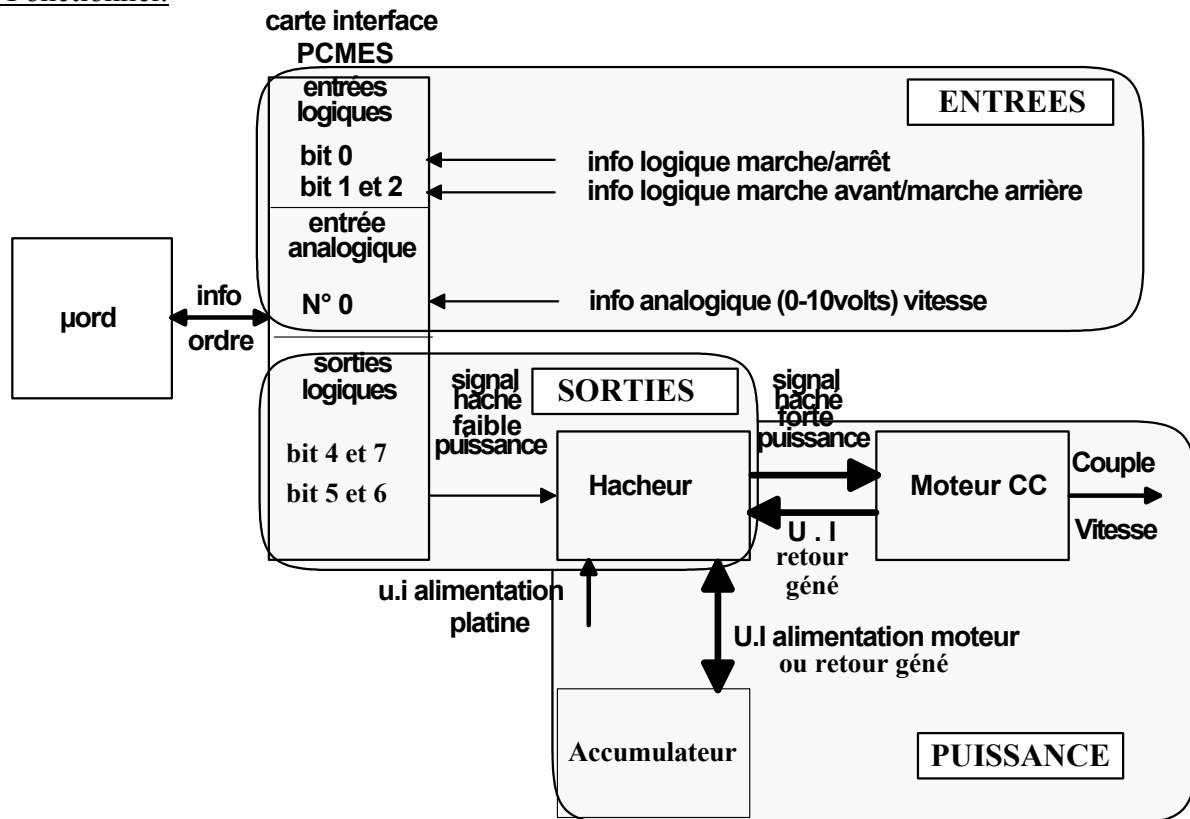 Fonctionnel.
carte interface
PCMES
entrées
logiques
ENTREES
bit 0
info logique marche/arrêt
bit 1 et 2
info logique marche avant/marche arrière
entrée
analogique
N° 0
info analogique (0-10volts) vitesse
µord
info
ordre
sorties
logiques
signal
haché
faible
puissance
SORTIES
signal
haché
forte
puissance
bit 4 et 7
bit 5 et 6
Hacheur
Moteur CC
Couple
Vitesse
U . I
retour
géné
u.i alimentation
platine
U.I alimentation moteur
ou retour géné
Accumulateur
PUISSANCE